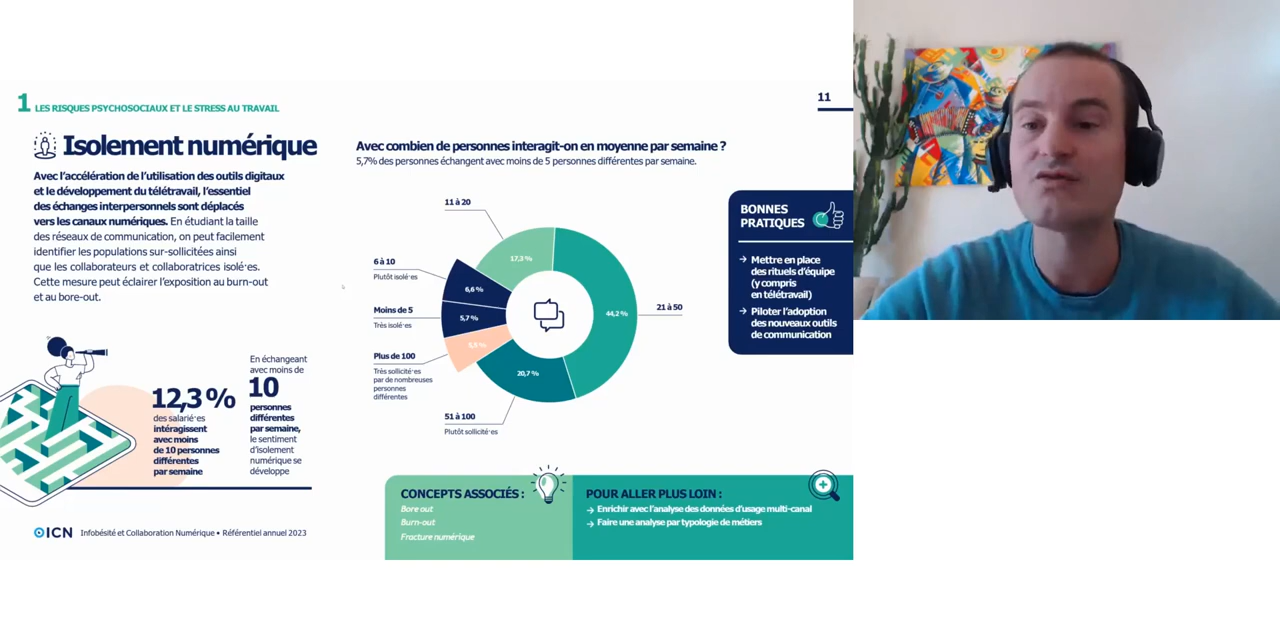 1 LES RISQUES PSYCHOSOCIAUX ET LE STRESS AU TRAVAIL
11
Isolement numérique
Avec l'accélération de l'utilisation des outils digitaux
et le développement du télétravail, l'essentiel
des échanges interpersonnels sont déplacés
vers les canaux numériques. En étudiant la taille
des réseaux de communication, on peut facilement
identifier les populations sur-sollicitées ainsi
que les collaborateurs et collaboratrices isolé·es.
Cette mesure peut éclairer l'exposition au burn-out
et au bore-out.
12,3 %
des salarié·es
intéragissent
avec moins
de 10 personnes
différentes
par semaine
En échangeant
avec moins de
10
personnes
différentes
par semaine,
le sentiment
d'isolement
numérique se
développe
Avec combien de personnes interagit-on en moyenne par semaine ?
5,7% des personnes échangent avec moins de 5 personnes différentes par semaine.
11 à 20
17,3 %
6 à 10
Plutôt isolé·es
6,6 %
Moins de 5
Très isolé·es
5,7 %
Plus de 100
Très sollicité·es
par de nombreuses
personnes
différentes
5,5 %
51 à 100
Plutôt sollicité·es
20,7 %
21 à 50
44,2 %
BONNES
PRATIQUES
→ Mettre en place
des rituels d'équipe
(y compris
en télétravail)
→ Piloter l'adoption
des nouveaux outils
de communication
CONCEPTS ASSOCIÉS :
Bore out
Burn-out
Fracture numérique
POUR ALLER PLUS LOIN :
→ Enrichir avec l'analyse des données d'usage multi-canal
→ Faire une analyse par typologie de métiers
OICN Infobésité et Collaboration Numérique • Référentiel annuel 2023